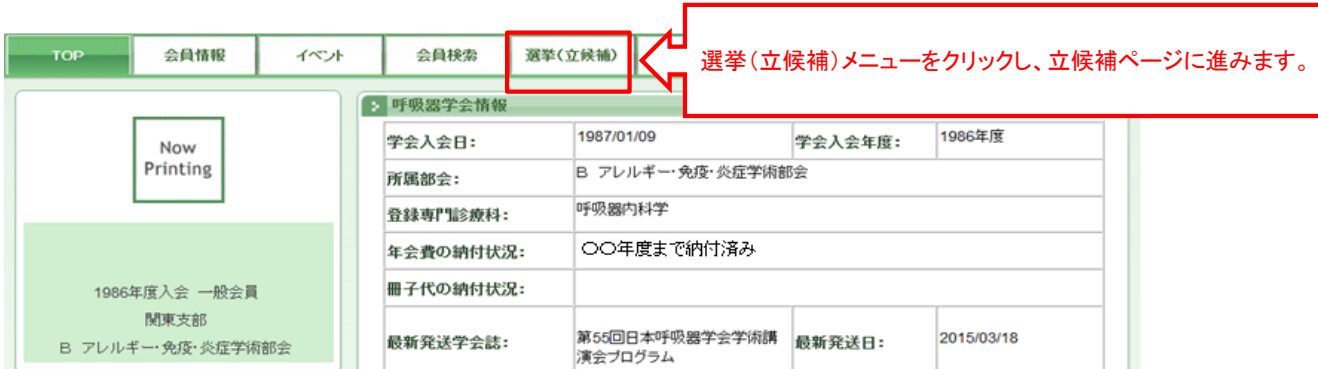 選挙(立候補)メニューをクリックし、立候補ページに進みます。
TOP 会員情報 イベント 会員検索 選挙(立候補)
Now
Printing
1986年度入会 一般会員
関東支部
B アレルギー・免疫・炎症学術部会
呼吸器学会情報
学会入会日: 1987/01/09 学会入会年度: 1986年度
所属部会: B アレルギー・免疫・炎症学術部会
登録専門診療科: 呼吸器内科学
年会費の納付状況: 〇〇年度まで納付済み
冊子代の納付状況:
最新発送学会誌: 第55回日本呼吸器学会学術講
演会プログラム
最新発送日: 2015/03/18